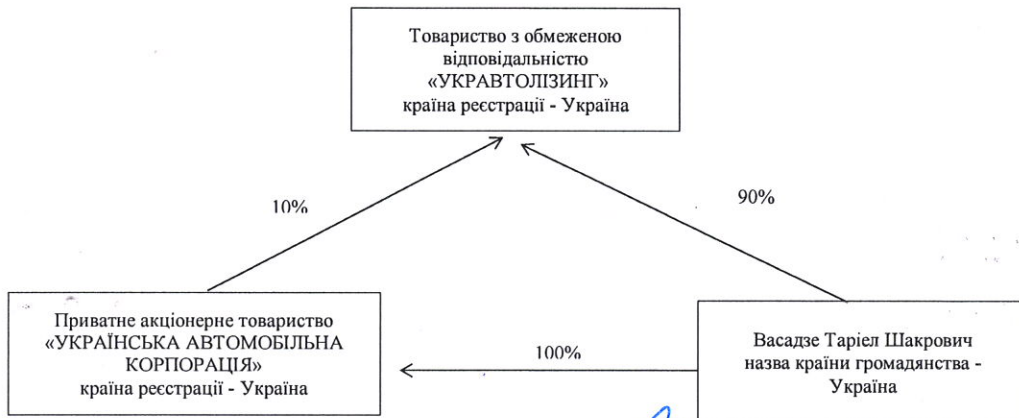 Товариство з обмеженою
відповідальністю
«УКРАВТОЛІЗИНГ»
країна реєстрації - Україна
10%
90%
Приватне акціонерне товариство
«УКРАЇНСЬКА АВТОМОБІЛЬНА
КОРПОРАЦІЯ»
країна реєстрації - Україна
100%
Васадзе Таріел Шакрович
назва країни громадянства -
Україна